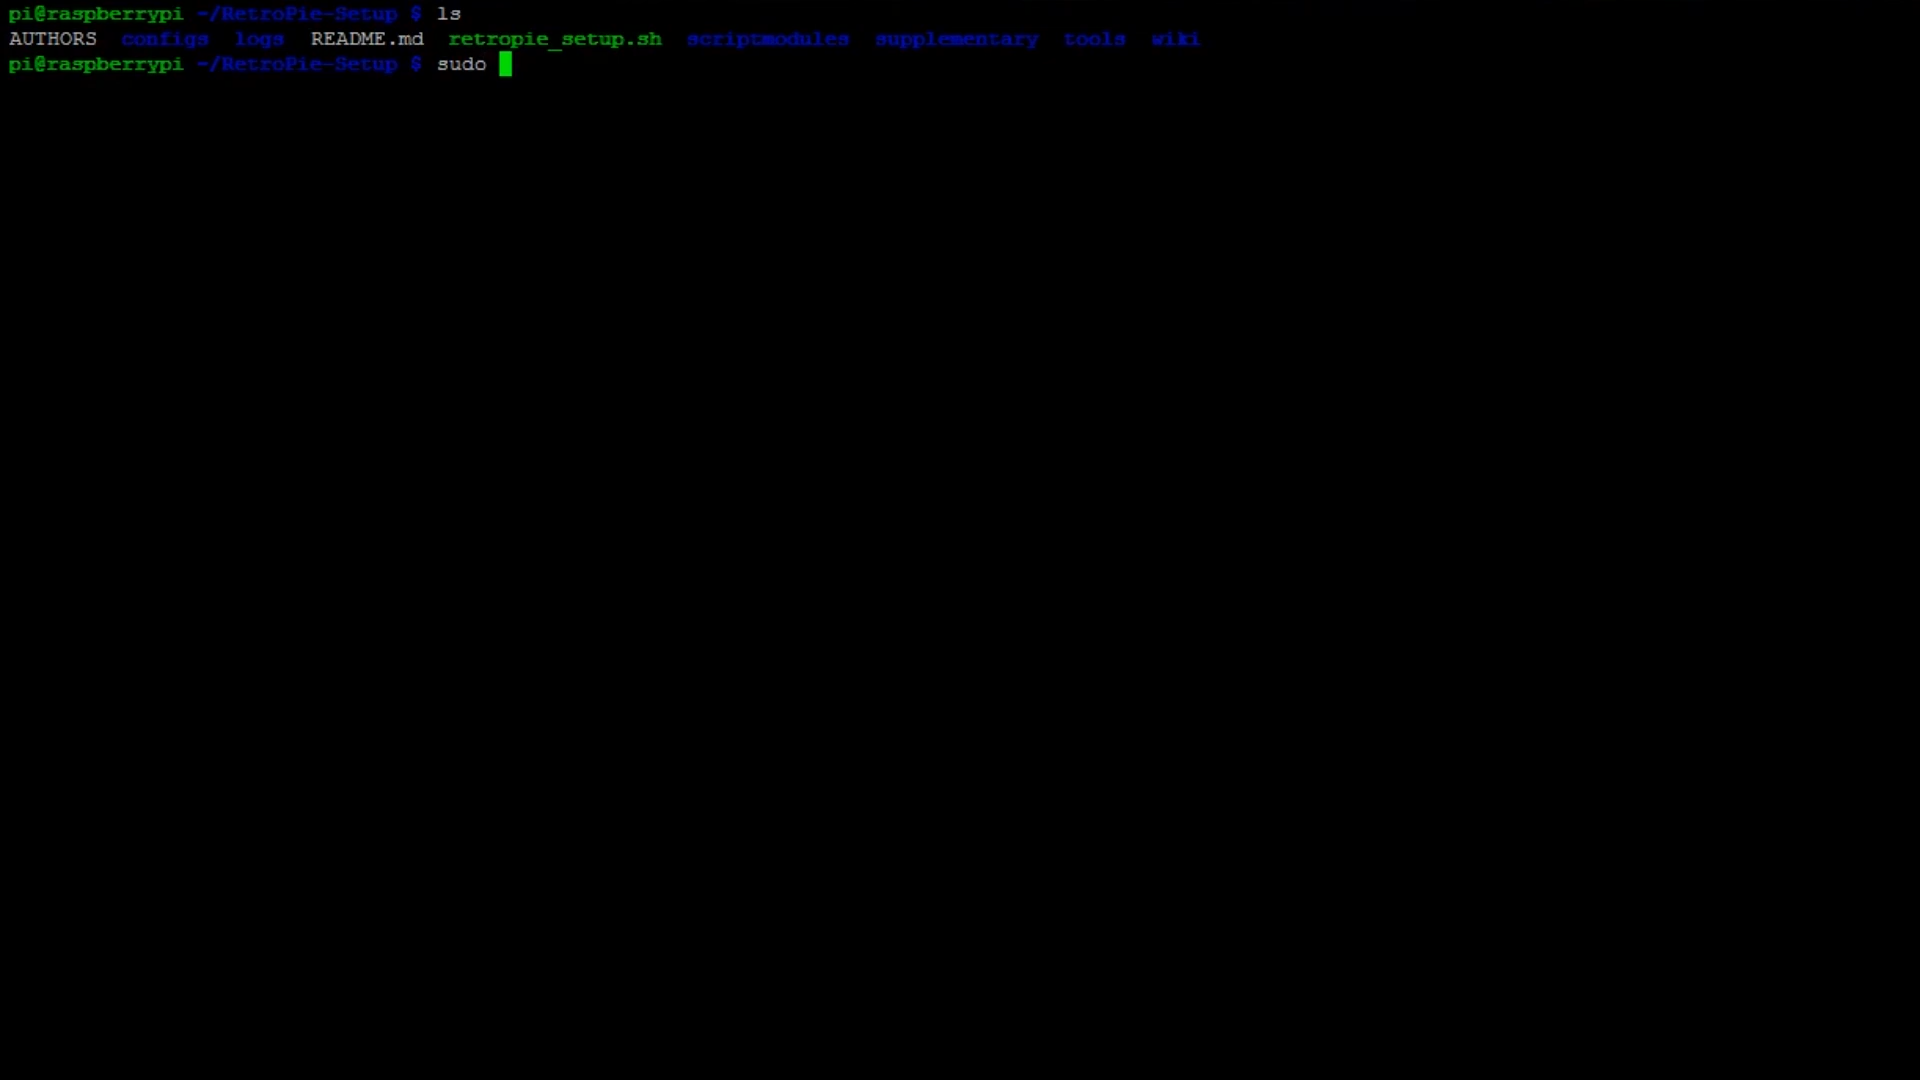 pi@raspberrypi ~/RetroPie-Setup $ ls
AUTHORS configs logs README.md retropie_setup.sh scriptmodules supplementary tools wiki
pi@raspberrypi ~/RetroPie-Setup $ sudo